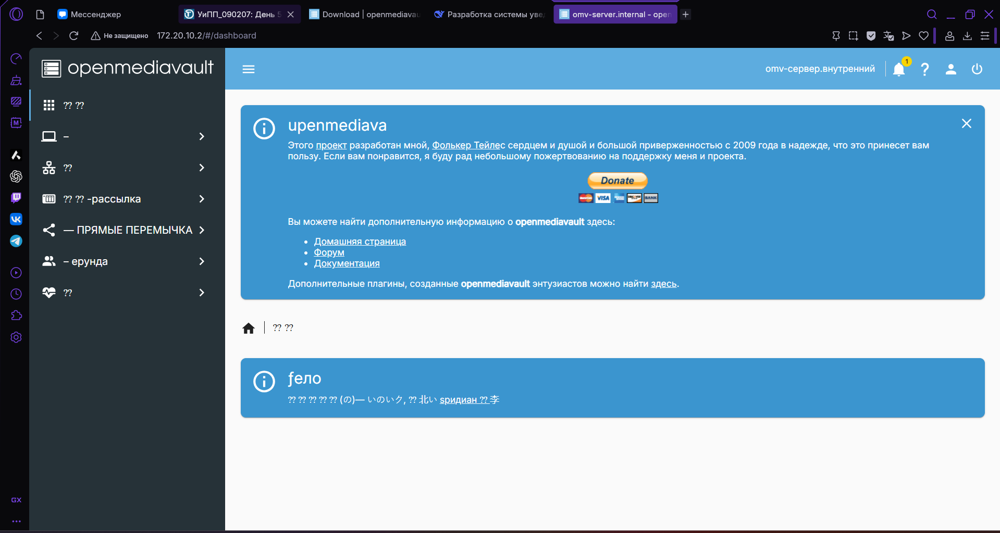 Мессенджер
УиПП_090207: День 5
Download | openmediavau
Разработка системы уве
omv-server.internal - open
Не защищено
172.20.10.2/#/dashboard
openmediavault
omv-сервер.внутренний
1
?? ??
–
??
?? ?? -рассылка
— ПРЯМЫЕ ПЕРЕМЫЧКА
– ерунда
??
upenmediava
Этого проект разработан мной, Фолькер Тейлес сердцем и душой и большой приверженностью с 2009 года в надежде, что это принесет вам
пользу. Если вам понравится, я буду рад небольшому пожертвованию на поддержку меня и проекта.
Donate
VISA
BANK
Вы можете найти дополнительную информацию о openmediavault здесь:
Домашняя страница
Форум
Документация
Дополнительные плагины, созданные openmediavault энтузиастов можно найти здесь.
?? ??
ƒело
?? ?? ?? ?? ?? (の)— いのいク, ?? 北い sридиан ?? 李
GX